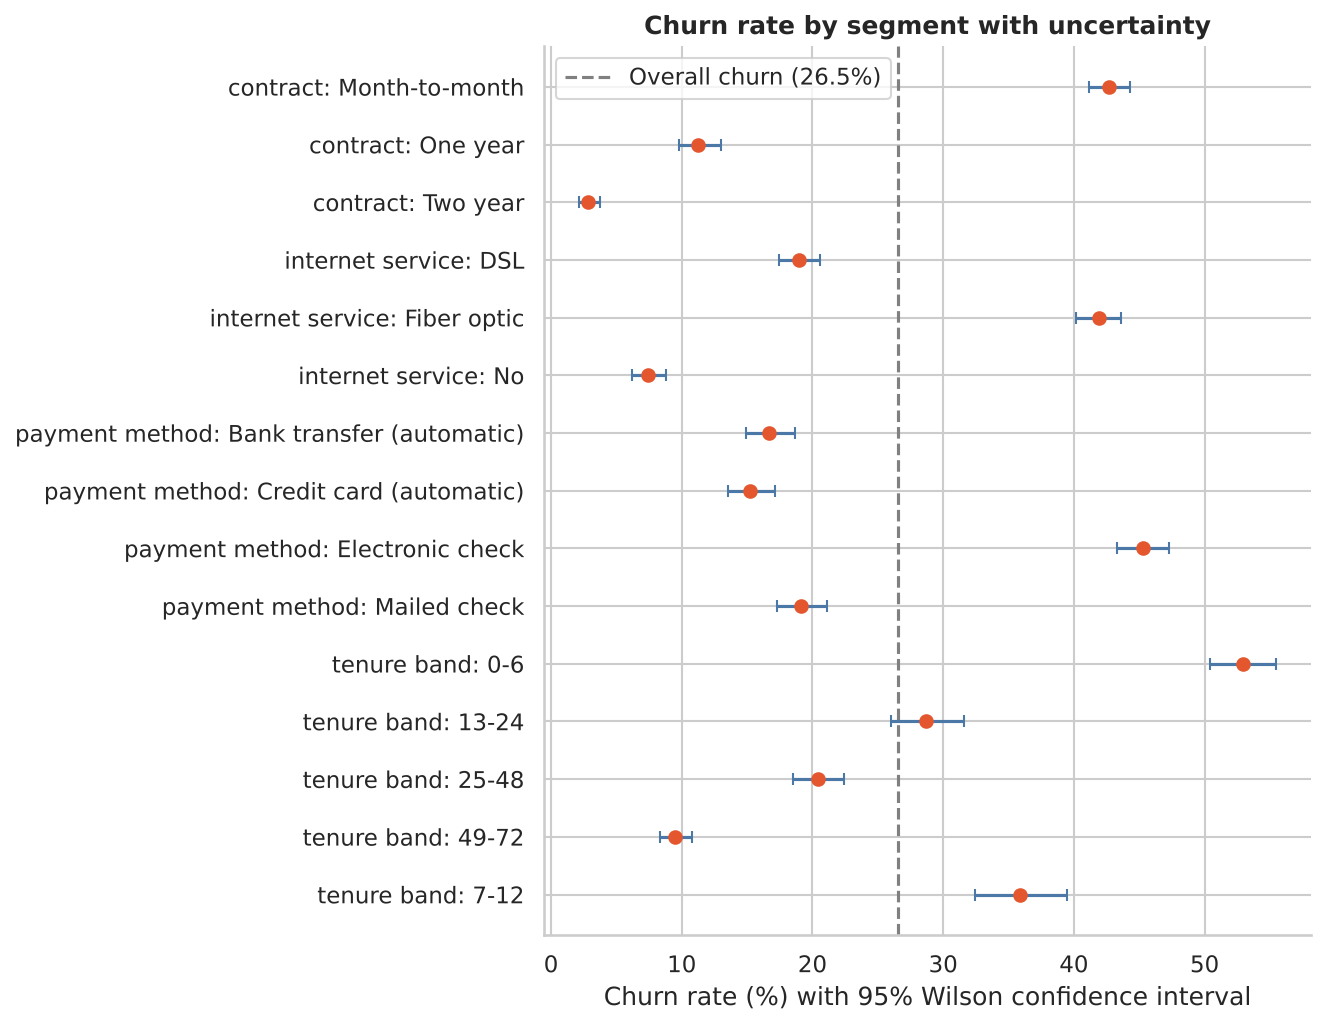 Churn rate by segment with uncertainty
Overall churn (26.5%)
contract: Month-to-month
contract: One year
contract: Two year
internet service: DSL
internet service: Fiber optic
internet service: No
payment method: Bank transfer (automatic)
payment method: Credit card (automatic)
payment method: Electronic check
payment method: Mailed check
tenure band: 0-6
tenure band: 13-24
tenure band: 25-48
tenure band: 49-72
tenure band: 7-12
0 10 20 30 40 50
Churn rate (%) with 95% Wilson confidence interval